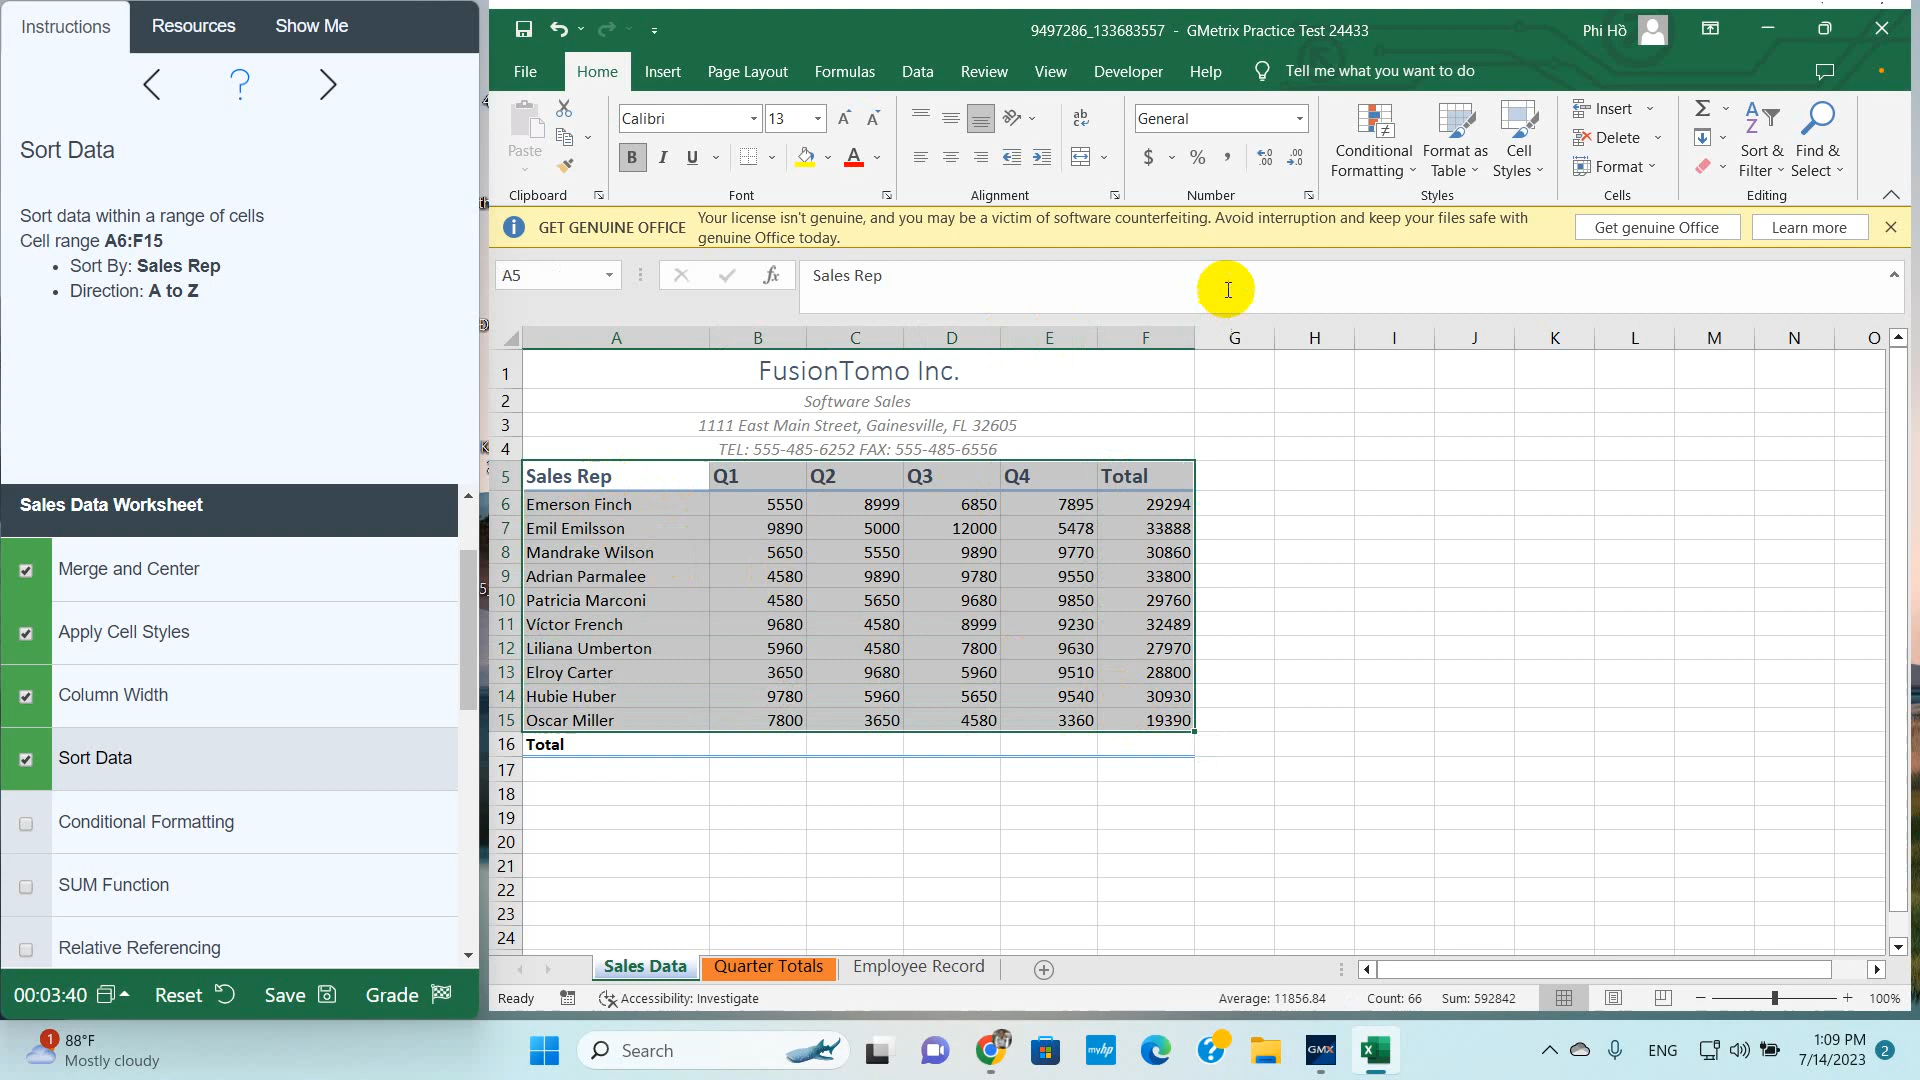 Instructions
Resources
Show Me
?
Sort Data
Sort data within a range of cells
Cell range A6:F15
• Sort By: Sales Rep
• Direction: A to Z
Sales Data Worksheet
Merge and Center
Apply Cell Styles
Column Width
Sort Data
Conditional Formatting
SUM Function
Relative Referencing
00:03:40
Reset
Save
Grade
9497286_133683557 - GMetrix Practice Test 24433
Phi Hồ
File
Home
Insert
Page Layout
Formulas
Data
Review
View
Developer
Help
Tell me what you want to do
Paste
Clipboard
Calibri
13
B I U
Font
Alignment
General
$ % ,
Number
Conditional Formatting
Format as Table
Cell Styles
Styles
Insert
Delete
Format
Cells
Sort & Filter
Find & Select
Editing
GET GENUINE OFFICE
Your license isn't genuine, and you may be a victim of software counterfeiting. Avoid interruption and keep your files safe with
genuine Office today.
Get genuine Office
Learn more
A5
fx
Sales Rep
A B C D E F G H I J K L M N O
1 FusionTomo Inc.
2 Software Sales
3 1111 East Main Street, Gainesville, FL 32605
4 TEL: 555-485-6252 FAX: 555-485-6556
5 Sales Rep Q1 Q2 Q3 Q4 Total
6 Emerson Finch 5550 8999 6850 7895 29294
7 Emil Emilsson 9890 5000 12000 5478 33888
8 Mandrake Wilson 5650 5550 9890 9770 30860
9 Adrian Parmalee 4580 9890 9780 9550 33800
10 Patricia Marconi 4580 5650 9680 9850 29760
11 Víctor French 9680 4580 8999 9230 32489
12 Liliana Umberton 5960 4580 7800 9630 27970
13 Elroy Carter 3650 9680 5960 9510 28800
14 Hubie Huber 9780 5960 5650 9540 30930
15 Oscar Miller 7800 3650 4580 3360 19390
16 Total
17
18
19
20
21
22
23
24
Sales Data
Quarter Totals
Employee Record
Ready
Accessibility: Investigate
Average: 11856.84
Count: 66
Sum: 592842
100%
1
88°F
Mostly cloudy
Search
myhp
GMX
ENG
1:09 PM
7/14/2023
2